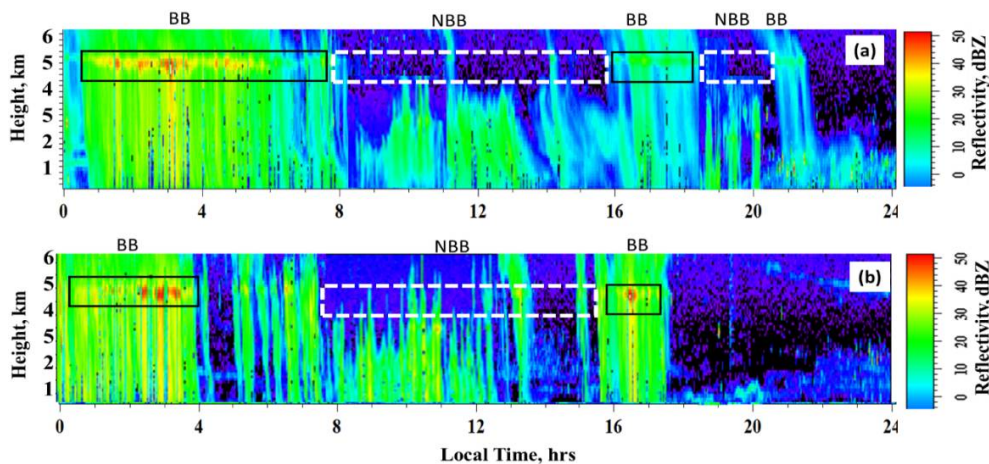 BB NBB BB NBB BB
(a)
Height, km
6
5
4
5
2
1
0 4 8 12 16 20 24
Reflectivity, dBZ
50
40
30
20
10
0
BB NBB BB
(b)
Height, km
6
5
4
5
2
1
0 4 8 12 16 20 24
Reflectivity, dBZ
50
40
30
20
10
0
Local Time, hrs